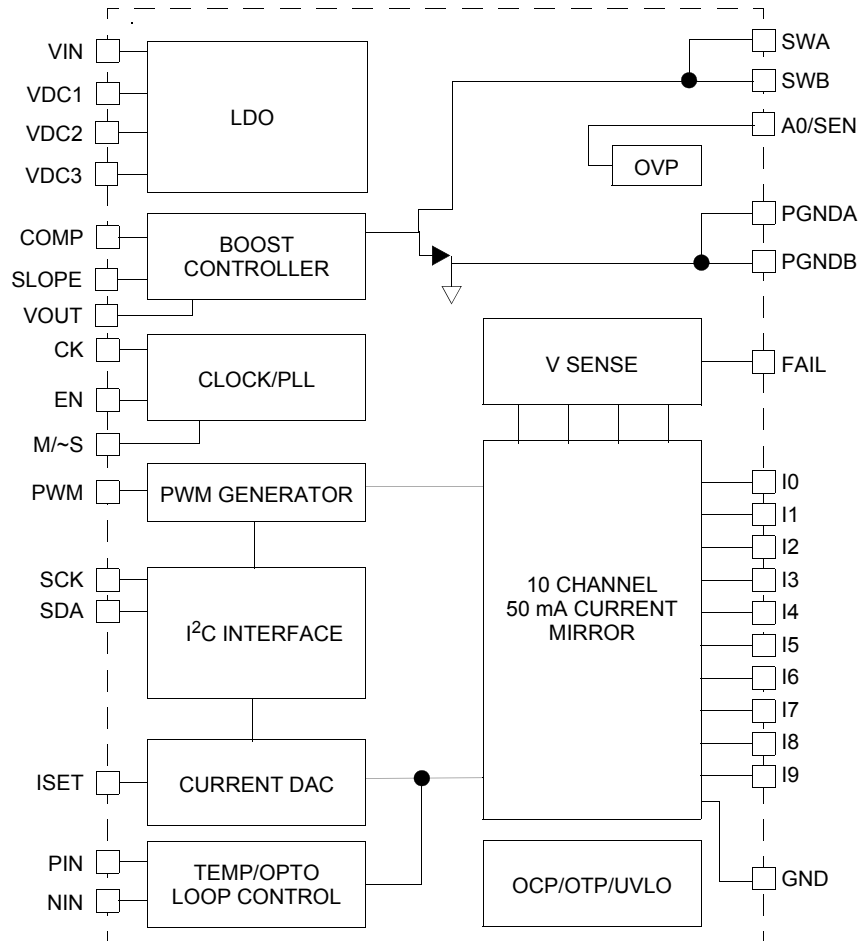 VIN
VDC1
VDC2
VDC3
LDO
SWA
SWB
A0/SEN
OVP
PGNDA
PGNDB
COMP
SLOPE
VOUT
BOOST
CONTROLLER
CK
EN
M/~S
CLOCK/PLL
V SENSE
FAIL
PWM
PWM GENERATOR
SCK
SDA
I²C INTERFACE
10 CHANNEL
50 mA CURRENT
MIRROR
I0
I1
I2
I3
I4
I5
I6
I7
I8
I9
ISET
CURRENT DAC
PIN
NIN
TEMP/OPTO
LOOP CONTROL
OCP/OTP/UVLO
GND